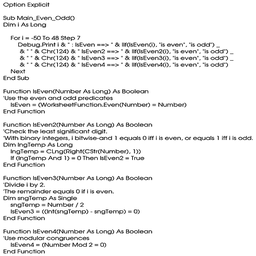 Option Explicit
Sub Main_Even_Odd()
Dim i As Long
For i = -50 To 48 Step 7
Debug.Print i & " : IsEven ==> " & IIf(IsEven(i), "is even", "is odd") _
& " " & Chr(124) & " IsEven2 ==> " & IIf(IsEven2(i), "is even", "is odd") _
& " " & Chr(124) & " IsEven3 ==> " & IIf(IsEven3(i), "is even", "is odd") _
& " " & Chr(124) & " IsEven4 ==> " & IIf(IsEven4(i), "is even", "is odd")
Next
End Sub
Function IsEven(Number As Long) As Boolean
'Use the even and odd predicates
IsEven = (WorksheetFunction.Even(Number) = Number)
End Function
Function IsEven2(Number As Long) As Boolean
'Check the least significant digit.
'With binary integers, i bitwise-and 1 equals 0 iff i is even, or equals 1 iff i is odd.
Dim lngTemp As Long
lngTemp = CLng(Right(CStr(Number), 1))
If (lngTemp And 1) = 0 Then IsEven2 = True
End Function
Function IsEven3(Number As Long) As Boolean
'Divide i by 2.
'The remainder equals 0 if i is even.
Dim sngTemp As Single
sngTemp = Number / 2
IsEven3 = ((Int(sngTemp) - sngTemp) = 0)
End Function
Function IsEven4(Number As Long) As Boolean
'Use modular congruences
IsEven4 = (Number Mod 2 = 0)
End Function